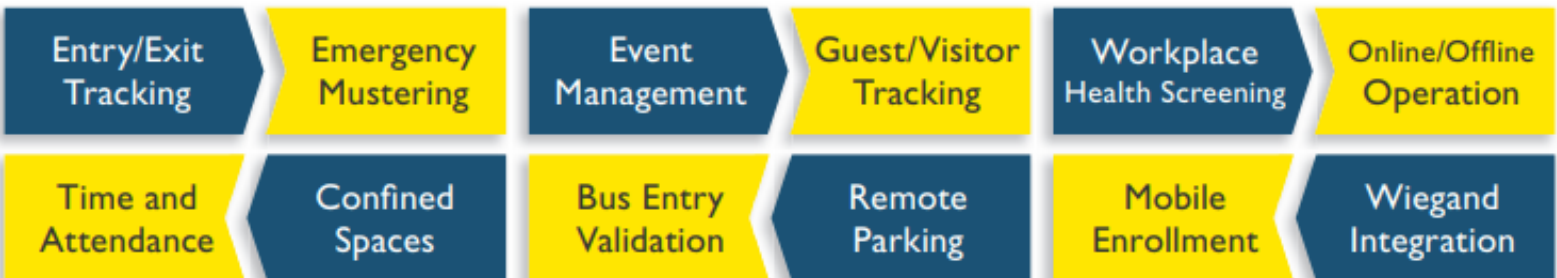 Entry/Exit
Tracking
Emergency
Mustering
Event
Management
Guest/Visitor
Tracking
Workplace
Health Screening
Online/Offline
Operation
Time and
Attendance
Confined
Spaces
Bus Entry
Validation
Remote
Parking
Mobile
Enrollment
Wiegand
Integration